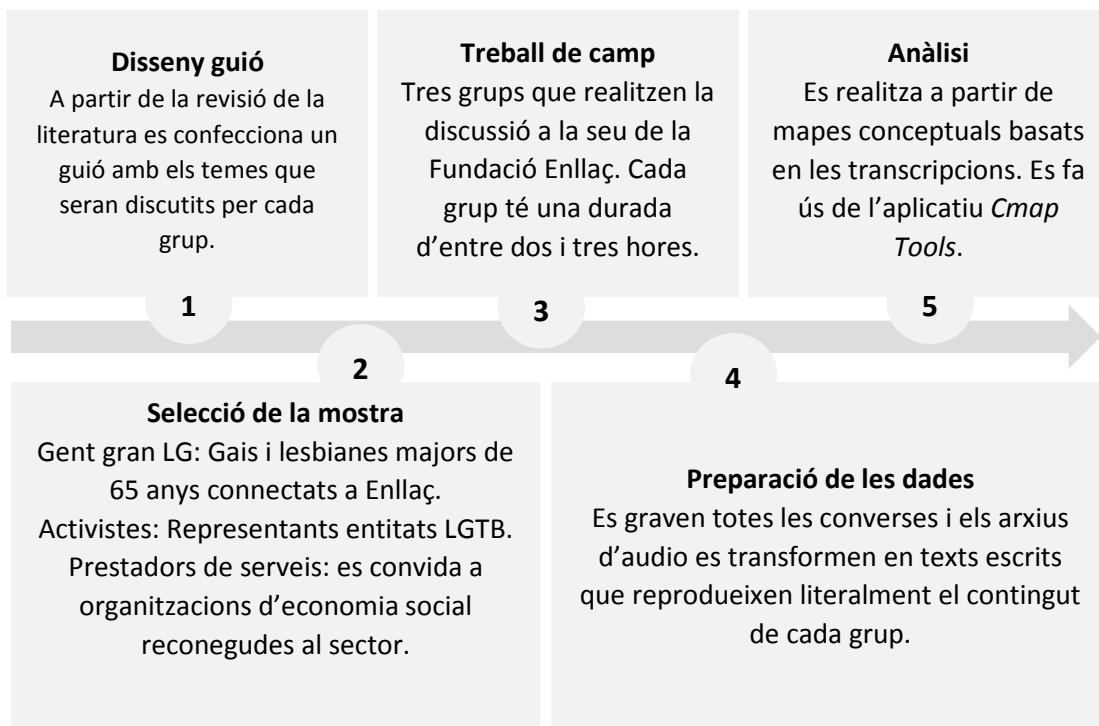 Disseny guió
A partir de la revisió de la
literatura es confecciona un
guió amb els temes que
seran discutits per cada
grup.
1
Selecció de la mostra
Gent gran LG: Gais i lesbianes majors de
65 anys connectats a Enllaç.
Activistes: Representants entitats LGTB.
Prestadors de serveis: es convida a
organitzacions d’economia social
reconegudes al sector.
2
Treball de camp
Tres grups que realitzen la
discussió a la seu de la
Fundació Enllaç. Cada
grup té una durada
d’entre dos i tres hores.
3
Preparació de les dades
Es graven totes les converses i els arxius
d’audio es transformen en texts escrits
que reprodueixen literalment el contingut
de cada grup.
4
Anàlisi
Es realitza a partir de
mapes conceptuals basats
en les transcripcions. Es fa
ús de l’aplicatiu Cmap
Tools.
5